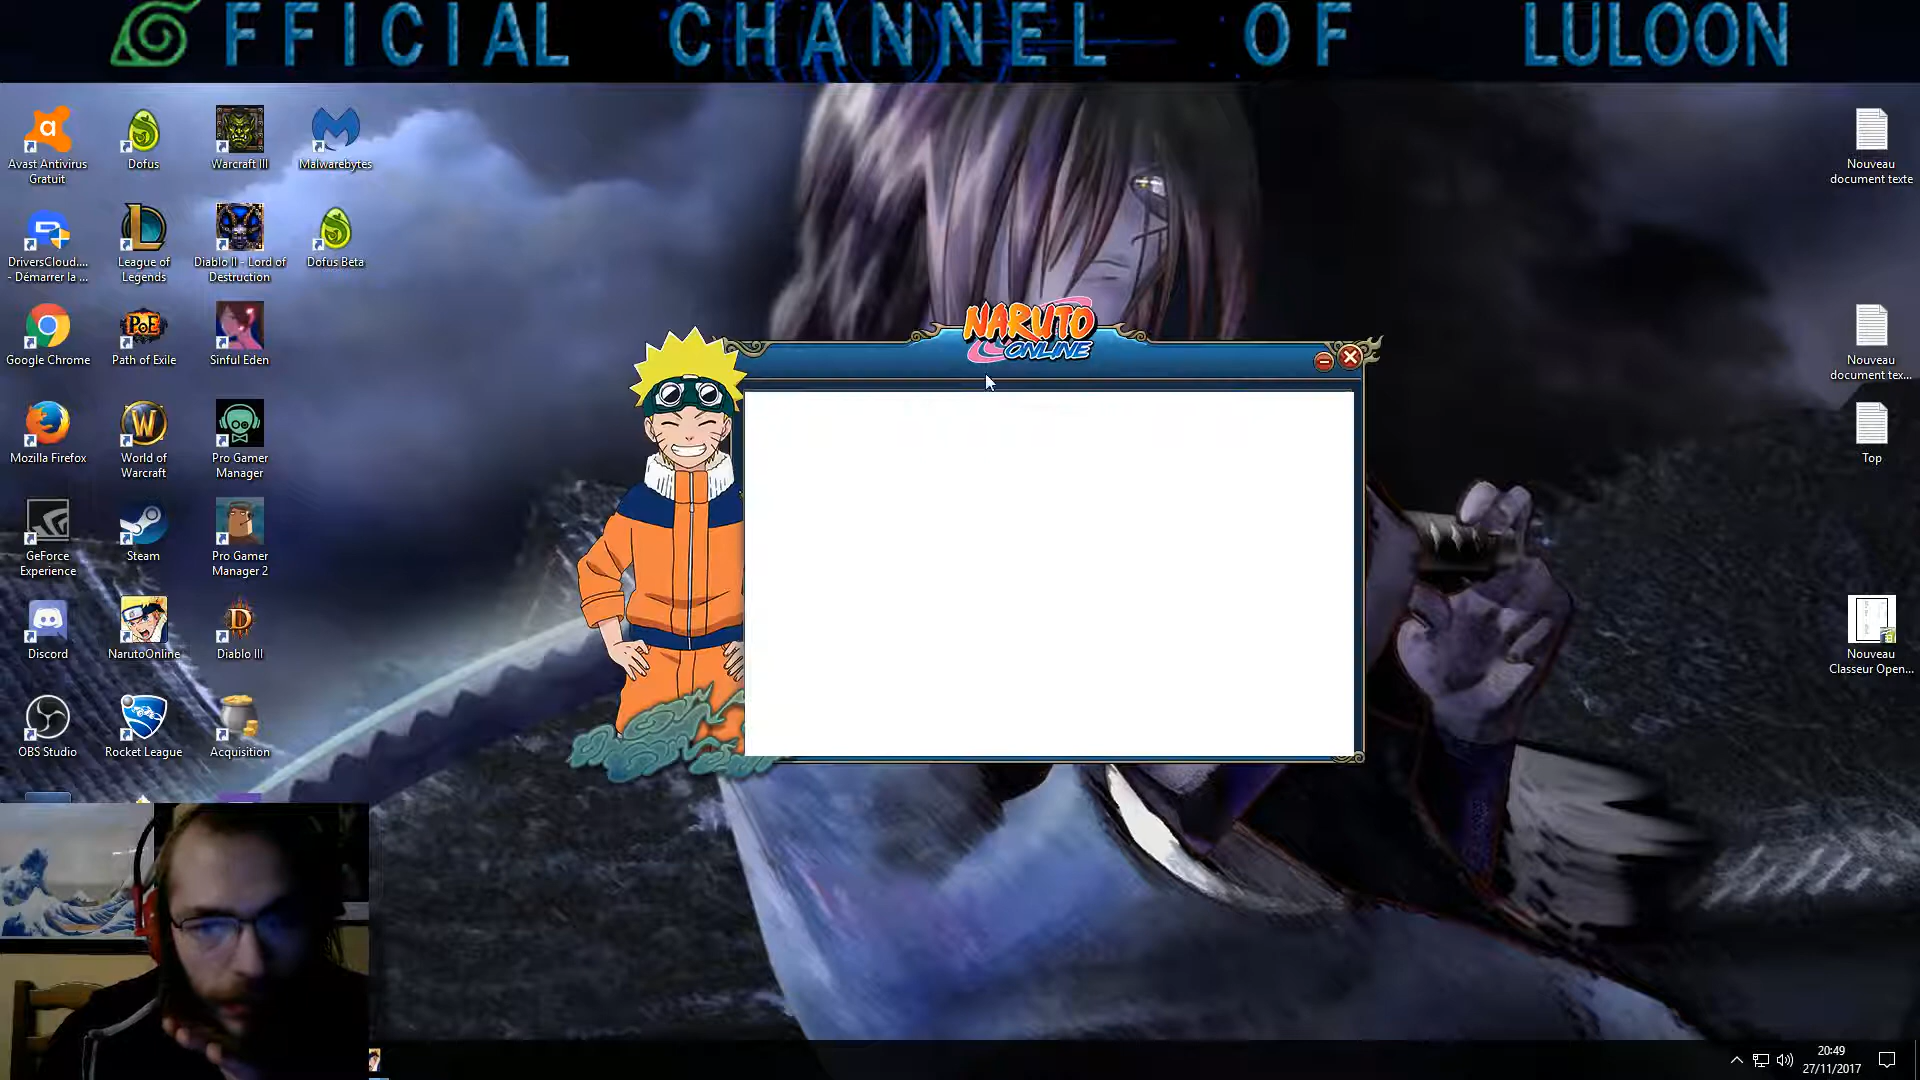 FFICIAL CHANNEL OF LULOON
Avast Antivirus
Gratuit
Dofus
Warcraft III
Malwarebytes
DriversCloud....
- Démarrer la ...
League of
Legends
Diablo II - Lord of
Destruction
Dofus Beta
Google Chrome
PoE
Path of Exile
Sinful Eden
Mozilla Firefox
World of
Warcraft
Pro Gamer
Manager
GeForce
Experience
Steam
Pro Gamer
Manager 2
Discord
NarutoOnline
Diablo III
OBS Studio
Rocket League
Acquisition
NARUTO
ONLINE
Nouveau
document texte
Nouveau
document tex...
Top
Nouveau
Classeur Open...
20:49
27/11/2017